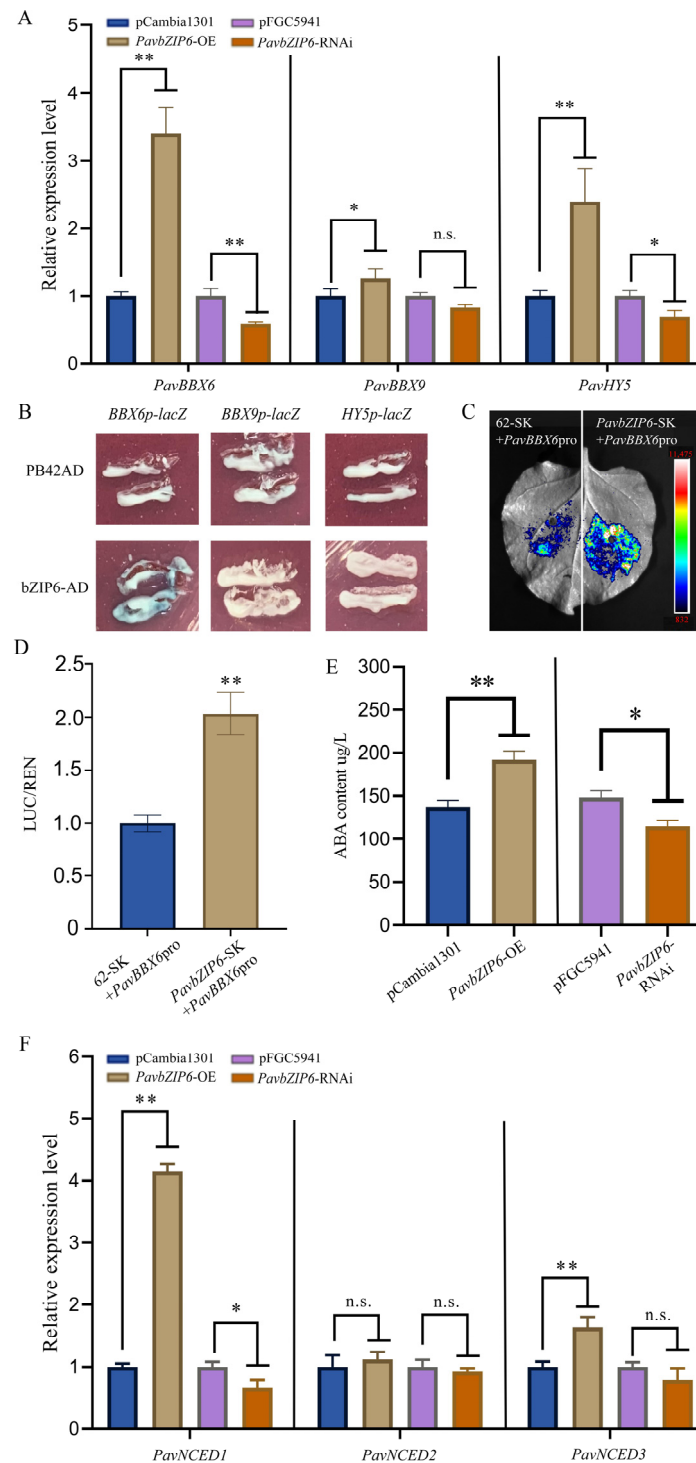 A
pCambia1301
pFGC5941
PavbZIP6-OE
PavbZIP6-RNAi
Relative expression level
5
4
3
2
1
0
**
**
*
n.s.
**
*
PavBBX6
PavBBX9
PavHY5
B
BBX6p-lacZ
BBX9p-lacZ
HY5p-lacZ
PB42AD
bZIP6-AD
C
62-SK
+PavBBX6pro
PavbZIP6-SK
+PavBBX6pro
11,475
832
D
LUC/REN
2.5
2.0
1.5
1.0
0.5
0
**
62-SK
+PavBBX6pro
PavbZIP6-SK
+PavBBX6pro
E
ABA content ug/L
300
250
200
150
100
50
0
**
*
pCambia1301
PavbZIP6-OE
pFGC5941
PavbZIP6-
RNAi
F
pCambia1301
pFGC5941
PavbZIP6-OE
PavbZIP6-RNAi
Relative expression level
6
5
4
3
2
1
0
**
*
n.s.
n.s.
**
n.s.
PavNCED1
PavNCED2
PavNCED3